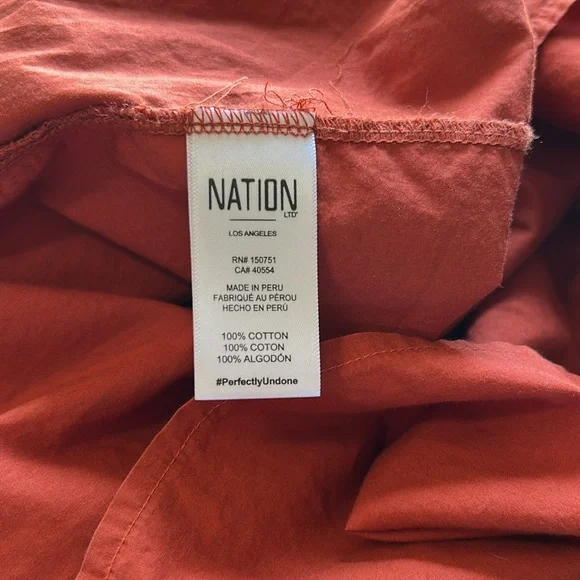 NATION
LTD
LOS ANGELES
RN# 150751
CA# 40554
MADE IN PERU
FABRIQUÉ AU PÉROU
HECHO EN PERÚ
100% COTTON
100% COTON
100% ALGODÓN
#PerfectlyUndone